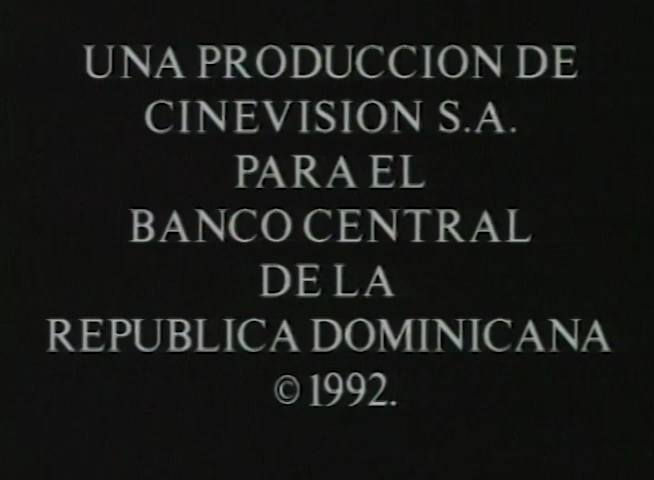 UNA PRODUCCION DE
CINEVISION S.A.
PARA EL
BANCO CENTRAL
DE LA
REPUBLICA DOMINICANA
© 1992.